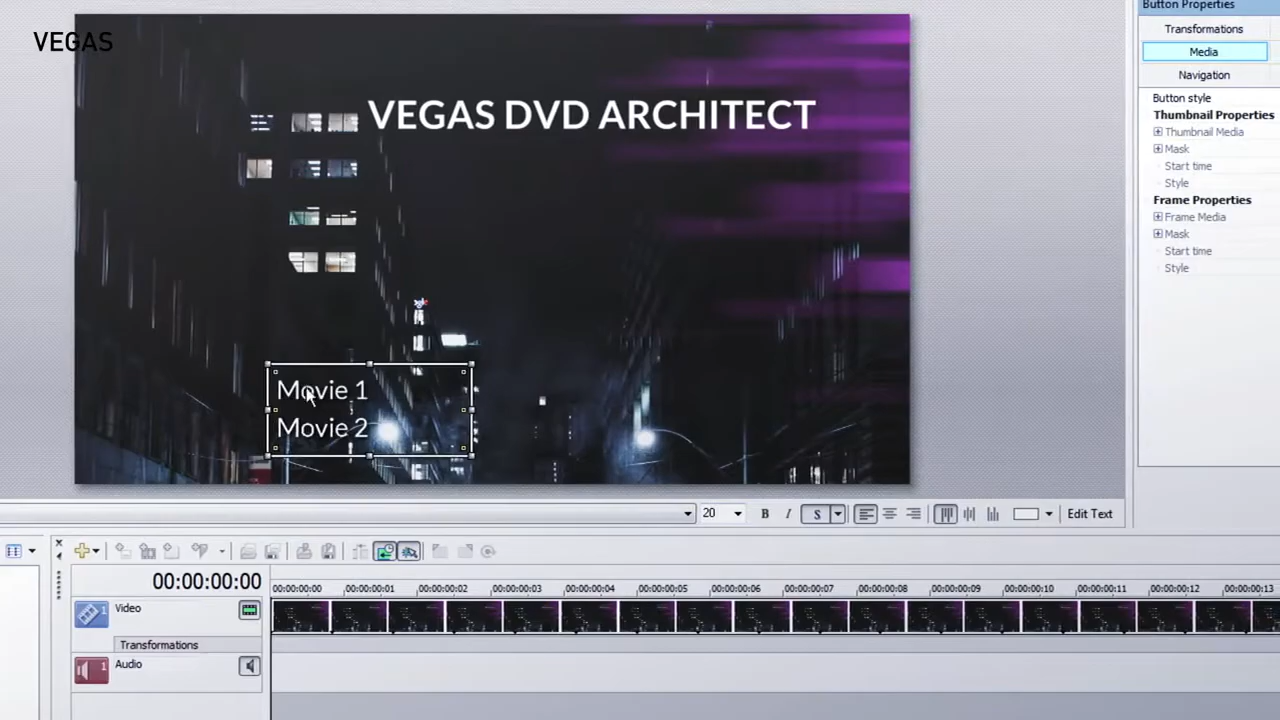 VEGAS
Button Properties
Transformations
Media
Navigation
Button style
Thumbnail Properties
Thumbnail Media
Mask
Start time
Style
Frame Properties
Frame Media
Mask
Start time
Style
VEGAS DVD ARCHITECT
Movie 1
Movie 2
20
B I S
Edit Text
00:00:00:00
00:00:00:00 00:00:00:01 00:00:00:02 00:00:00:03 00:00:00:04 00:00:00:05 00:00:00:06 00:00:00:07 00:00:00:08 00:00:00:09 00:00:00:10 00:00:00:11 00:00:00:12 00:00:00:13
1 Video
Transformations
1 Audio